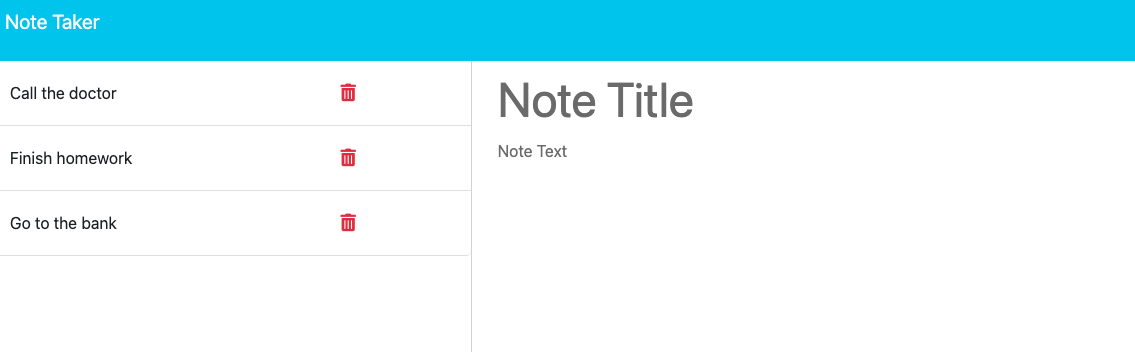 Note Taker
Call the doctor
Finish homework
Go to the bank
Note Title
Note Text